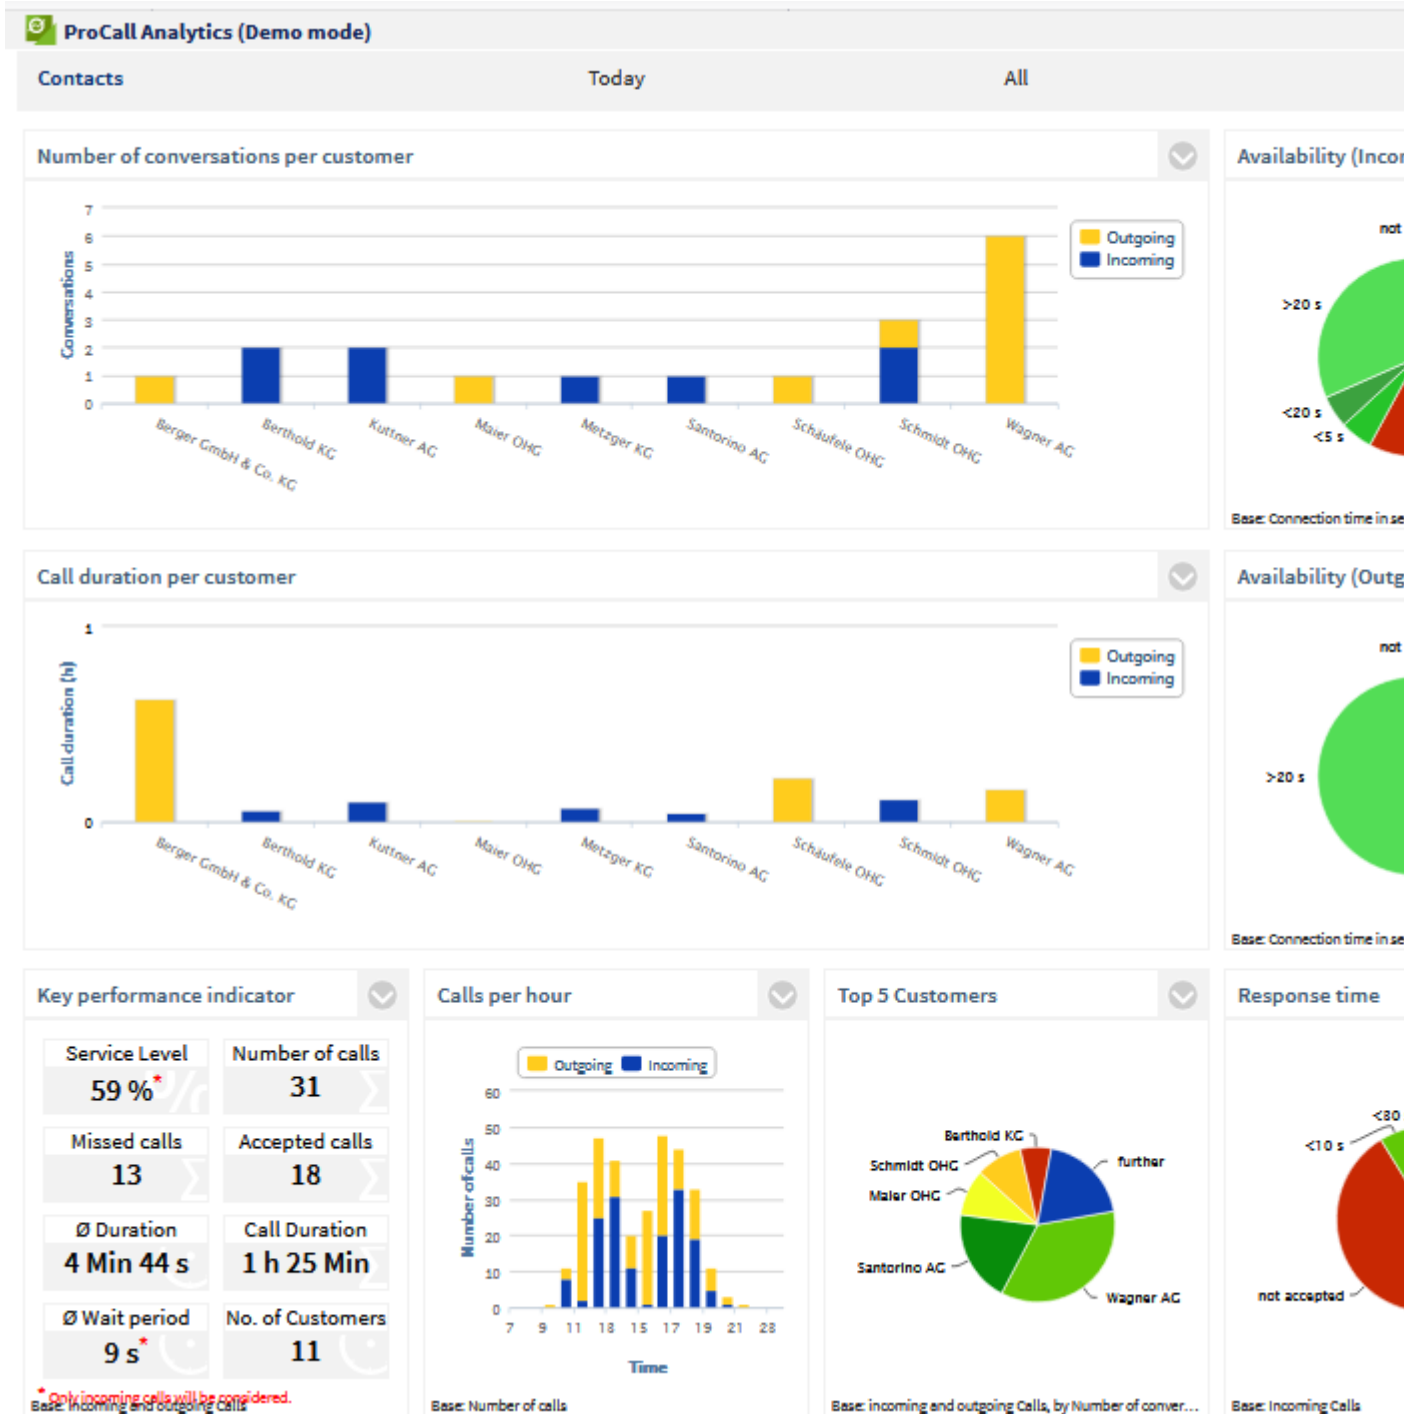 ProCall Analytics (Demo mode)
Contacts Today All
Number of conversations per customer
7
6
5
4
3
2
1
0
Conversations
Outgoing
Incoming
Berger GmbH & Co. KG
Berthold KG
Kuttner AG
Maier OHG
Metzger KG
Santorino AG
Schäufele OHG
Schmidt OHG
Wagner AG
Availability (Incor
not
>20 s
<20 s
<5 s
Base: Connection time in se
Call duration per customer
1
0
Call duration (h)
Outgoing
Incoming
Berger GmbH & Co. KG
Berthold KG
Kuttner AG
Maier OHG
Metzger KG
Santorino AG
Schäufele OHG
Schmidt OHG
Wagner AG
Availability (Outg
not
>20 s
Base: Connection time in se
Key performance indicator
Service Level Number of calls
59 %* 31
Missed calls Accepted calls
13 18
Ø Duration Call Duration
4 Min 44 s 1 h 25 Min
Ø Wait period No. of Customers
9 s* 11
* Only incoming calls will be considered.
Base: Incoming and outgoing Calls
Calls per hour
Outgoing Incoming
60
50
40
30
20
10
0
Number of calls
7 9 11 13 15 17 19 21 23
Time
Base: Number of calls
Top 5 Customers
Berthold KG
Schmidt OHG
Maier OHG
Santorino AG
further
Wagner AG
Base: incoming and outgoing Calls, by Number of conver...
Response time
<30
<10 s
not accepted
Base: Incoming Calls